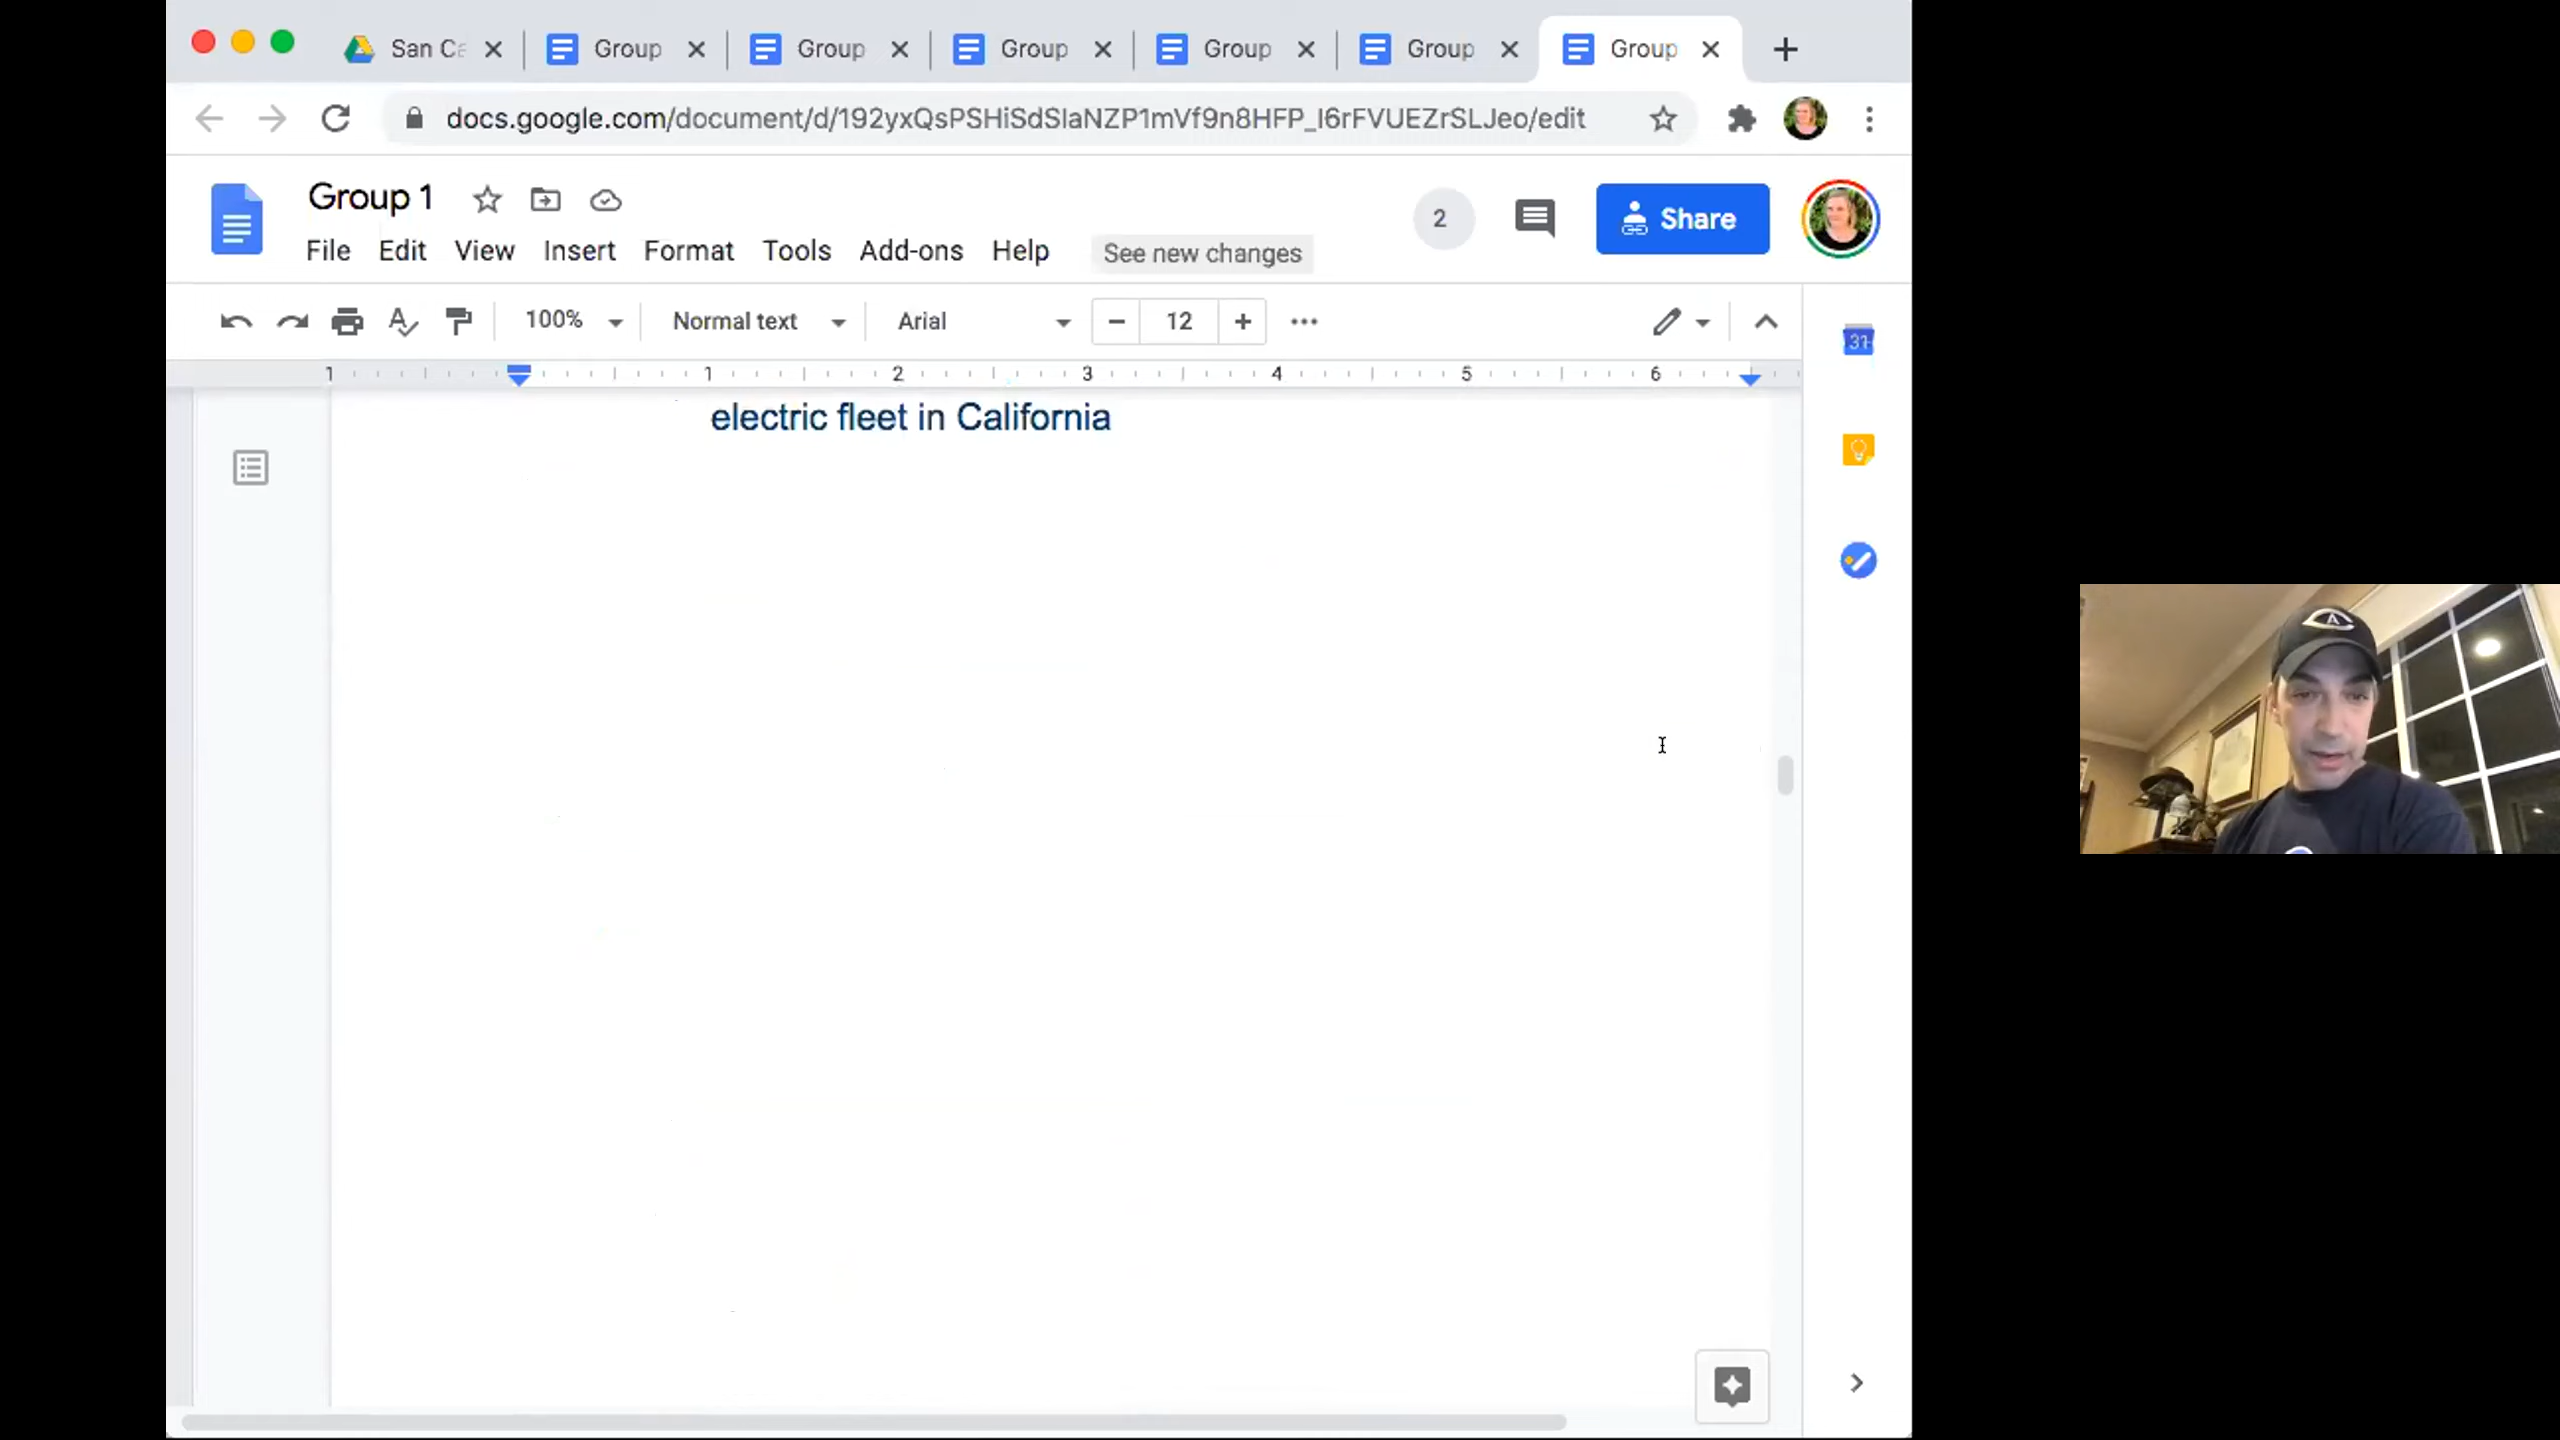 San Ca
Group
Group
Group
Group
Group
Group
docs.google.com/document/d/192yxQsPSHiSdSlaNZP1mVf9n8HFP_I6rFVUEZrSLJeo/edit
Group 1
2
Share
File Edit View Insert Format Tools Add-ons Help See new changes
100% Normal text Arial 12
1 1 2 3 4 5 6
31
electric fleet in California
A